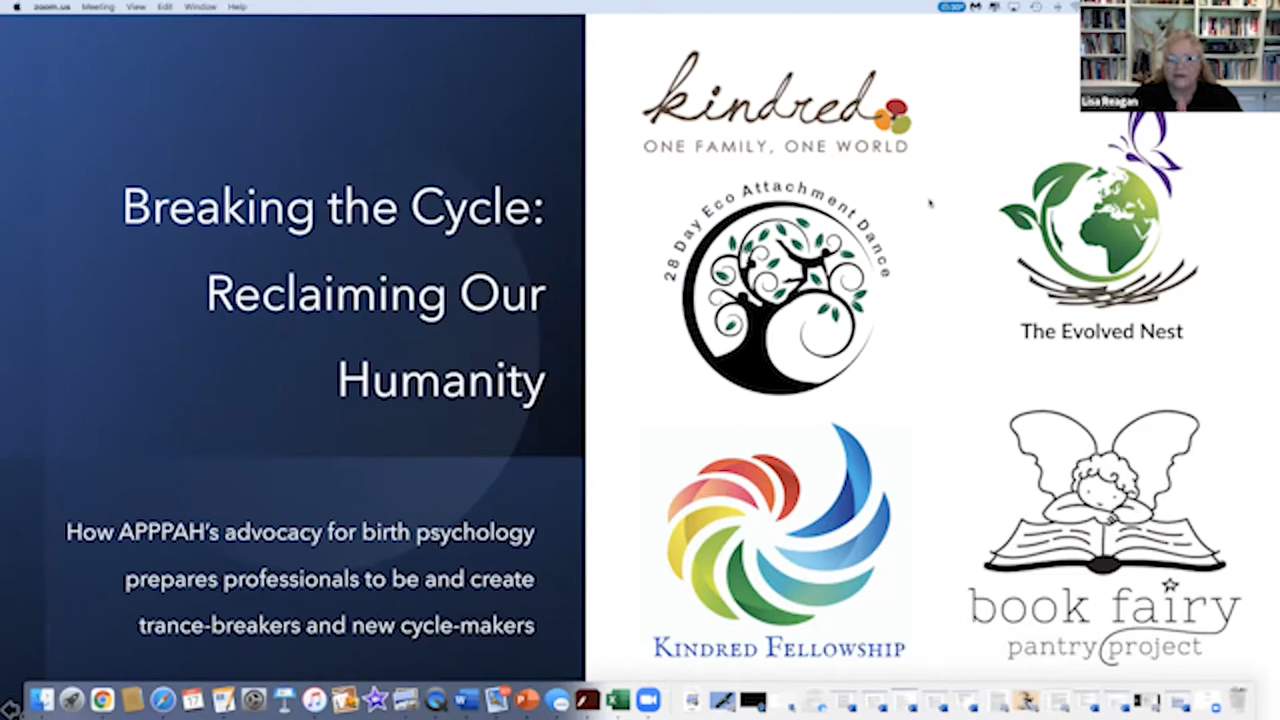 zoom.us Meeting View Edit Window Help
Lisa Reagan
Breaking the Cycle:
Reclaiming Our
Humanity
How APPPAH's advocacy for birth psychology
prepares professionals to be and create
trance-breakers and new cycle-makers
kindred
ONE FAMILY, ONE WORLD
28 Day Eco Attachment Dance
The Evolved Nest
KINDRED FELLOWSHIP
book fairy
pantry project